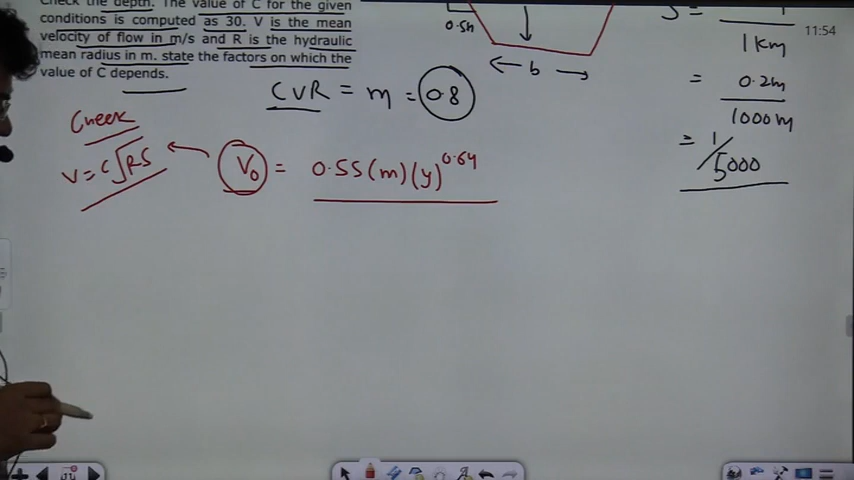 Check the depth. The value of C for the given
conditions is computed as 30. V is the mean
velocity of flow in m/s and R is the hydraulic
mean radius in m. state the factors on which the
value of C depends.
0.5h
b
1 km
= 0.2m
1000m
= 1/5000
11:54
CVR = m = 0.8
Check
V = C√RS
V₀ = 0.55(m)(y)^0.64